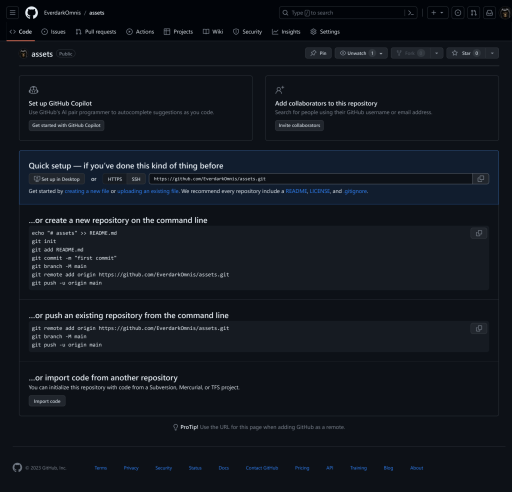 EverdarkOmnis / assets
Type / to search
Code Issues Pull requests Actions Projects Wiki Security Insights Settings
assets Public
Pin Unwatch 1 Fork 0 Star 0
Set up GitHub Copilot
Use GitHub's AI pair programmer to autocomplete suggestions as you code.
Get started with GitHub Copilot
Add collaborators to this repository
Search for people using their GitHub username or email address.
Invite collaborators
Quick setup — if you've done this kind of thing before
Set up in Desktop or HTTPS SSH https://github.com/EverdarkOmnis/assets.git
Get started by creating a new file or uploading an existing file. We recommend every repository include a README, LICENSE, and .gitignore.
...or create a new repository on the command line
echo "# assets" >> README.md
git init
git add README.md
git commit -m "first commit"
git branch -M main
git remote add origin https://github.com/EverdarkOmnis/assets.git
git push -u origin main
...or push an existing repository from the command line
git remote add origin https://github.com/EverdarkOmnis/assets.git
git branch -M main
git push -u origin main
...or import code from another repository
You can initialize this repository with code from a Subversion, Mercurial, or TFS project.
Import code
ProTip! Use the URL for this page when adding GitHub as a remote.
© 2023 GitHub, Inc. Terms Privacy Security Status Docs Contact GitHub Pricing API Training Blog About